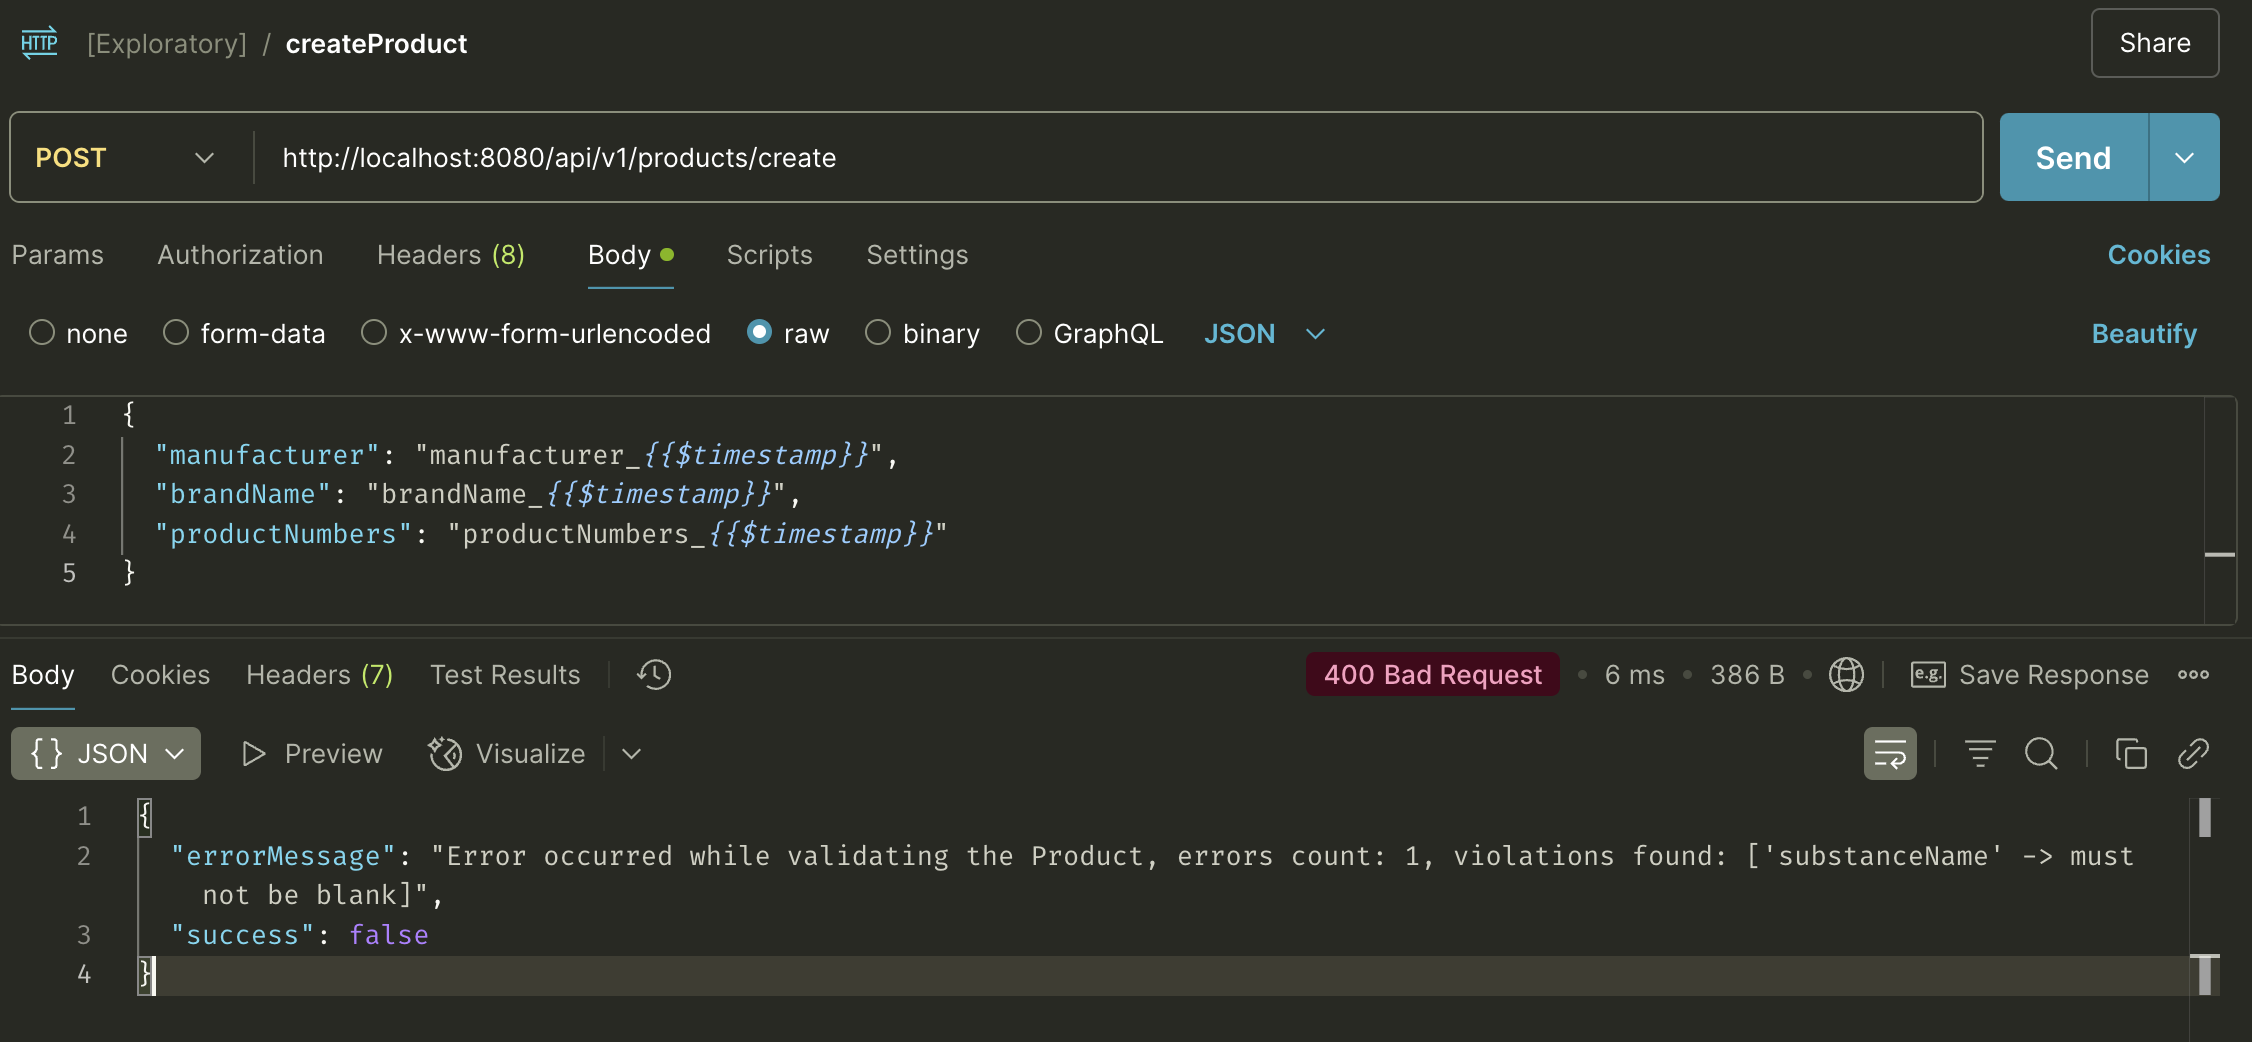 HTTP [Exploratory] / createProduct Share
POST http://localhost:8080/api/v1/products/create Send
Params Authorization Headers (8) Body Scripts Settings Cookies
none form-data x-www-form-urlencoded raw binary GraphQL JSON Beautify
1 {
2 "manufacturer": "manufacturer_{{$timestamp}}",
3 "brandName": "brandName_{{$timestamp}}",
4 "productNumbers": "productNumbers_{{$timestamp}}"
5 }
Body Cookies Headers (7) Test Results 400 Bad Request • 6 ms • 386 B • e.g. Save Response
{} JSON Preview Visualize
1 {
2 "errorMessage": "Error occurred while validating the Product, errors count: 1, violations found: ['substanceName' -> must
not be blank]",
3 "success": false
4 }